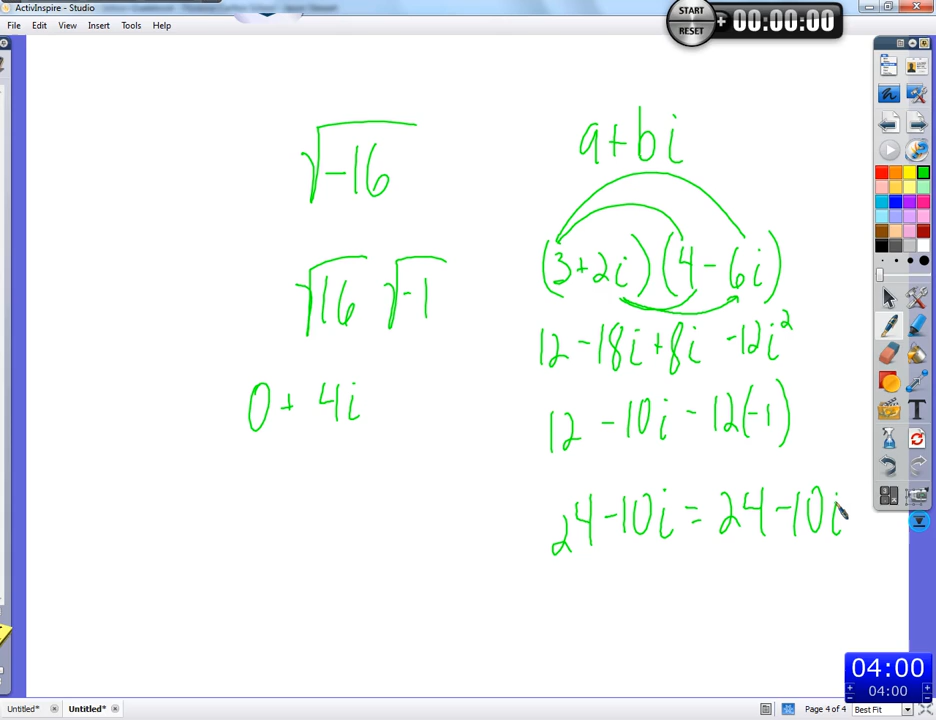 ActivInspire - Studio
START
RESET
00:00:00
File Edit View Insert Tools Help
√-16
√16 √-1
0 + 4i
a+bi
(3+2i)(4-6i)
12 -18i +8i -12i²
12 -10i - 12(-1)
24-10i = 24-10i
04:00
04:00
Untitled* Untitled* Page 4 of 4 Best Fit